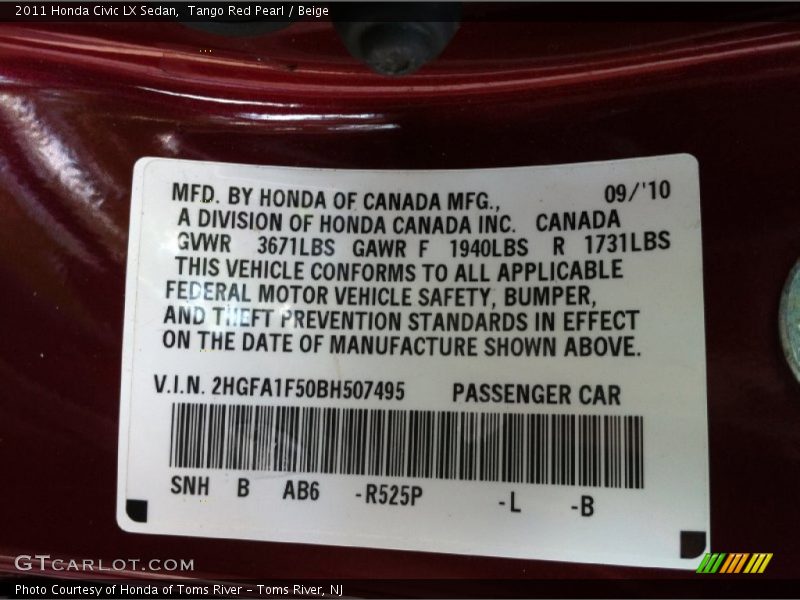 2011 Honda Civic LX Sedan,  Tango Red Pearl / Beige
MFD. BY HONDA OF CANADA MFG., 09/'10
A DIVISION OF HONDA CANADA INC. CANADA
GVWR 3671LBS GAWR F 1940LBS R 1731LBS
THIS VEHICLE CONFORMS TO ALL APPLICABLE
FEDERAL MOTOR VEHICLE SAFETY, BUMPER,
AND THEFT PREVENTION STANDARDS IN EFFECT
ON THE DATE OF MANUFACTURE SHOWN ABOVE.
V.I.N. 2HGFA1F50BH507495 PASSENGER CAR
SNH B AB6 -R525P -L -B
GTCARLOT.COM
Photo Courtesy of Honda of Toms River – Toms River, NJ